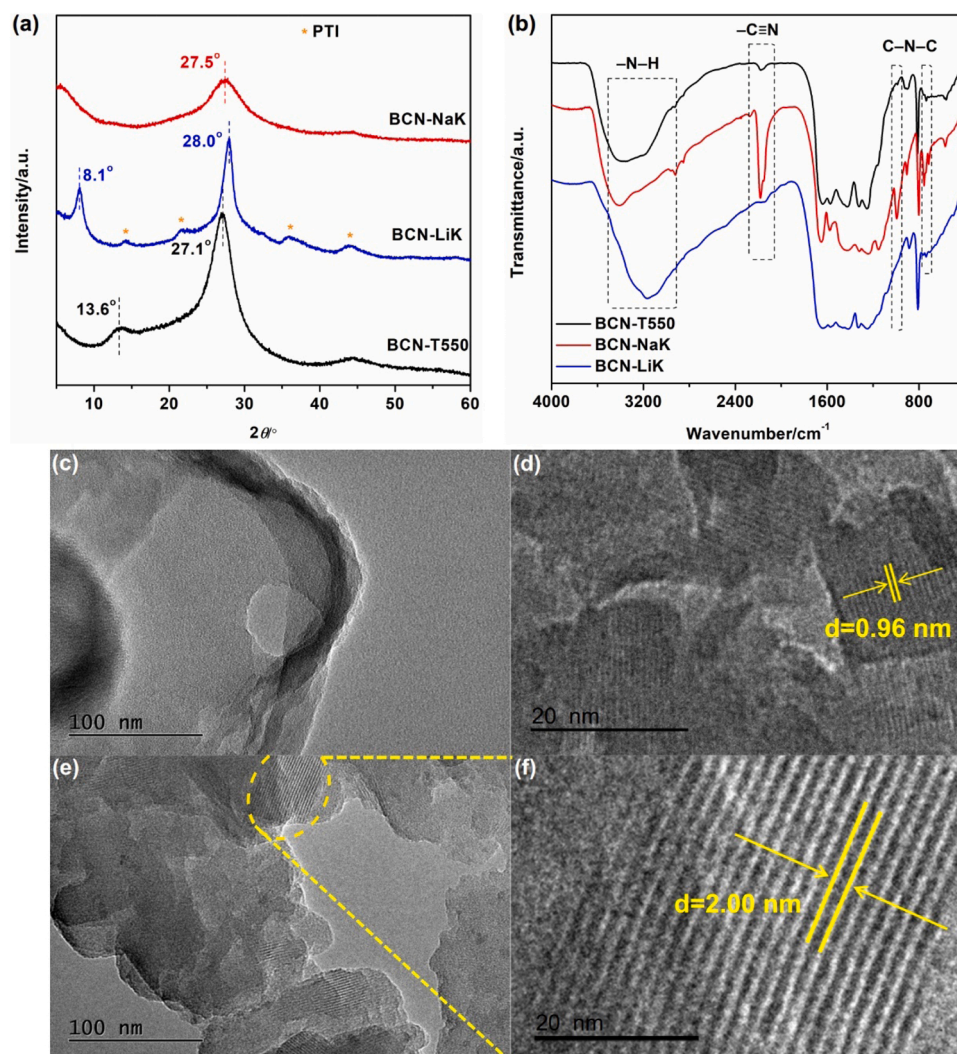 (a)
* PTI
27.5°
BCN-NaK
28.0°
8.1°
*
*
*
*
BCN-LiK
27.1°
13.6°
BCN-T550
Intensity/a.u.
10 20 30 40 50 60
2θ/°
(b)
–C≡N
C–N–C
–N–H
Transmittance/a.u.
BCN-T550
BCN-NaK
BCN-LiK
4000 3200 2400 1600 800
Wavenumber/cm⁻¹
(c)
100 nm
(d)
d=0.96 nm
20 nm
(e)
100 nm
(f)
d=2.00 nm
20 nm